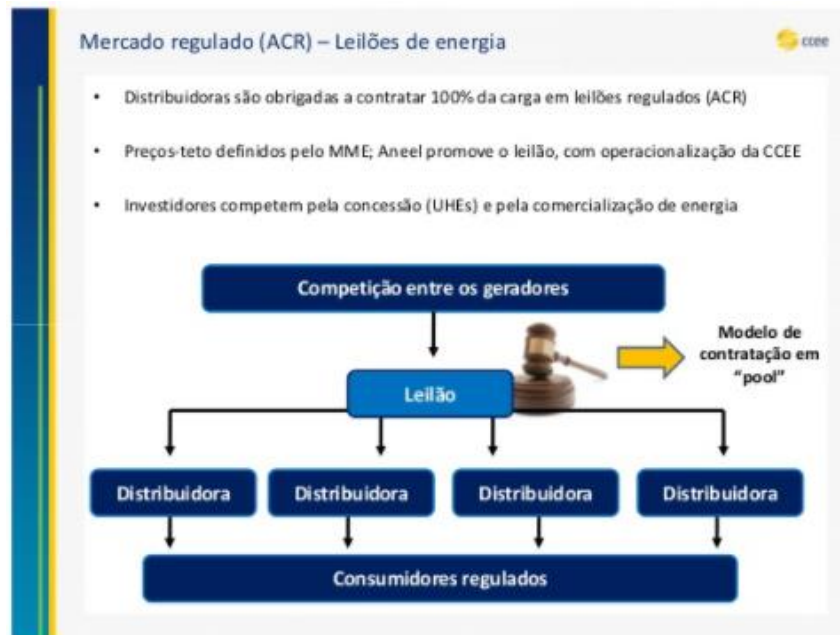 Mercado regulado (ACR) – Leilões de energia
ccee
• Distribuidoras são obrigadas a contratar 100% da carga em leilões regulados (ACR)
• Preços-teto definidos pelo MME; Aneel promove o leilão, com operacionalização da CCEE
• Investidores competem pela concessão (UHEs) e pela comercialização de energia
Competição entre os geradores
Modelo de
contratação em
“pool”
Leilão
Distribuidora
Distribuidora
Distribuidora
Distribuidora
Consumidores regulados